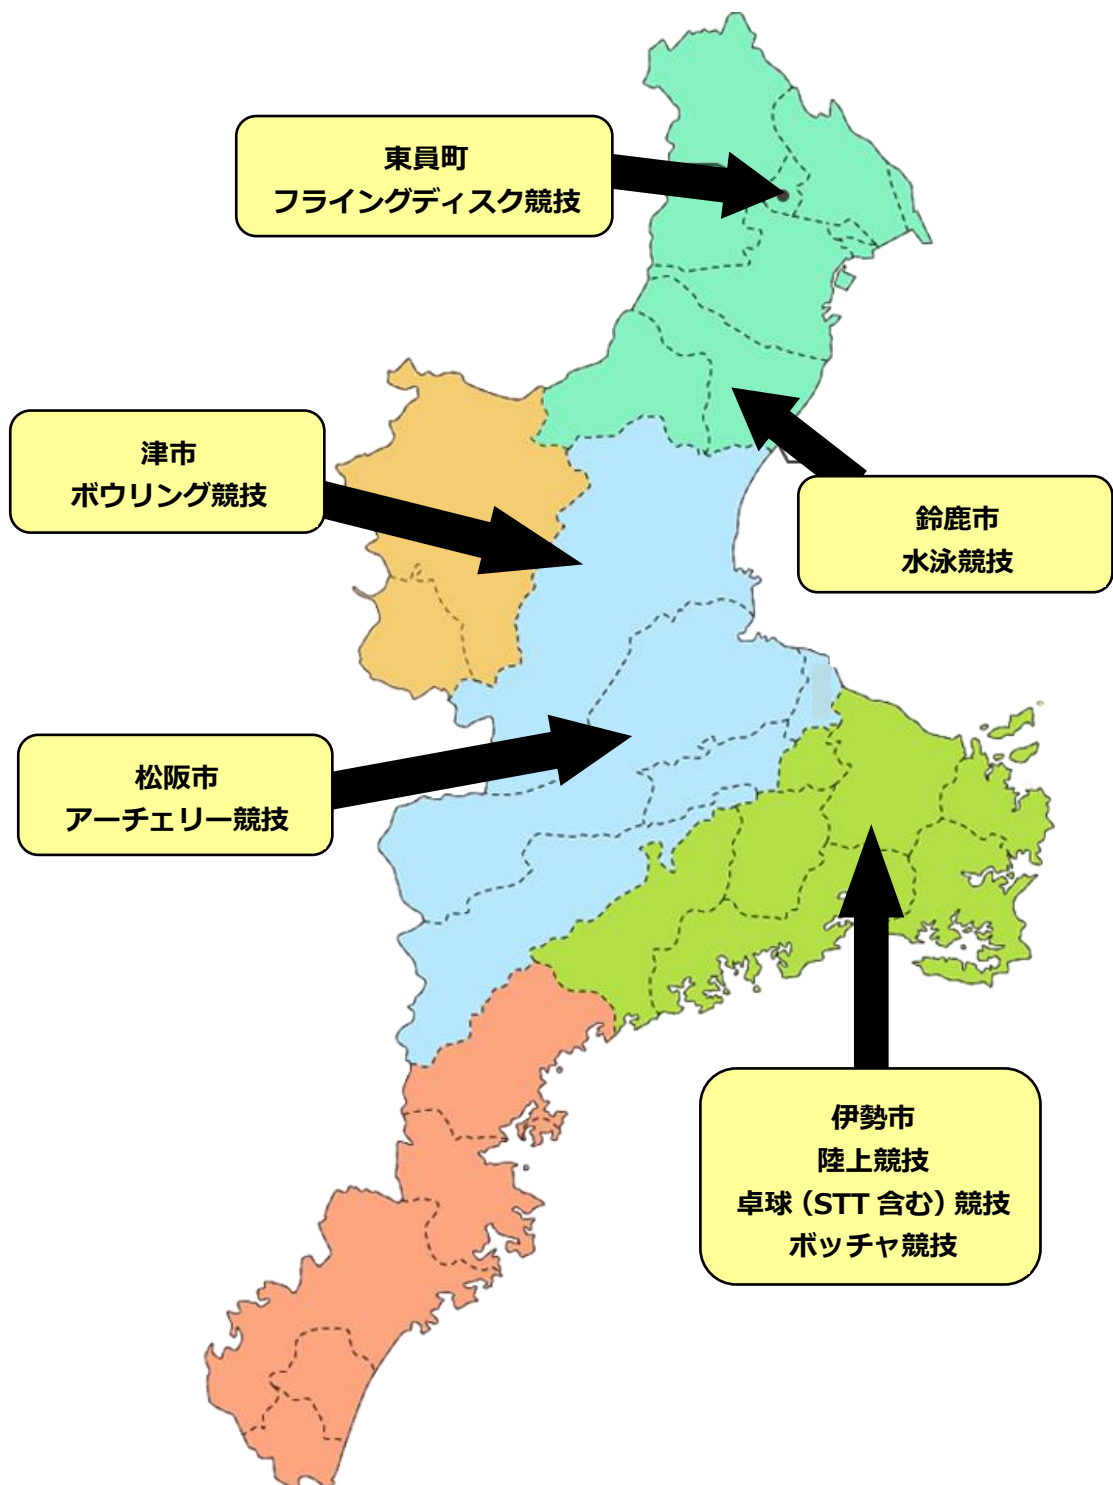 東員町
フライングディスク競技
津市
ボウリング競技
鈴鹿市
水泳競技
松阪市
アーチェリー競技
伊勢市
陸上競技
卓球（STT 含む）競技
ボッチャ競技